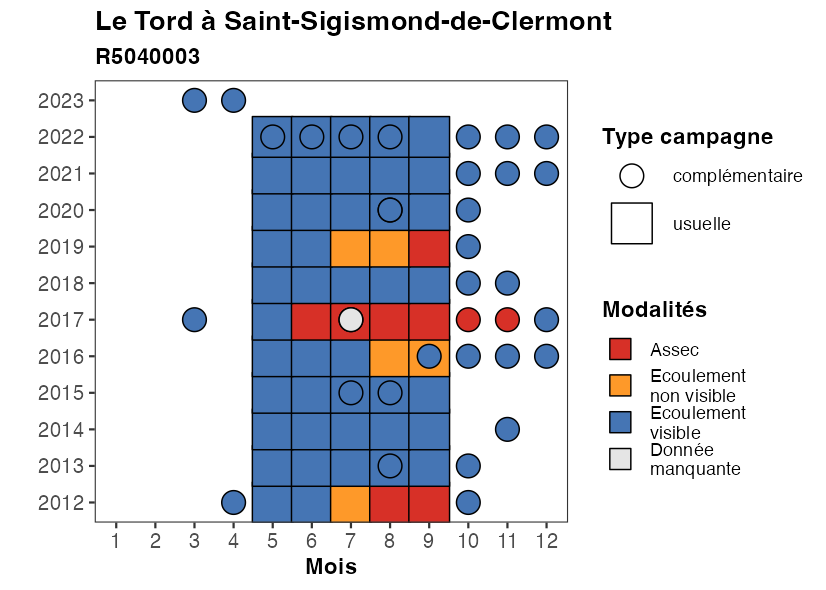 Le Tord à Saint-Sigismond-de-Clermont
R5040003
2023
2022
2021
2020
2019
2018
2017
2016
2015
2014
2013
2012
1 2 3 4 5 6 7 8 9 10 11 12
Mois
Type campagne
complémentaire
usuelle
Modalités
Assec
Ecoulement
non visible
Ecoulement
visible
Donnée
manquante